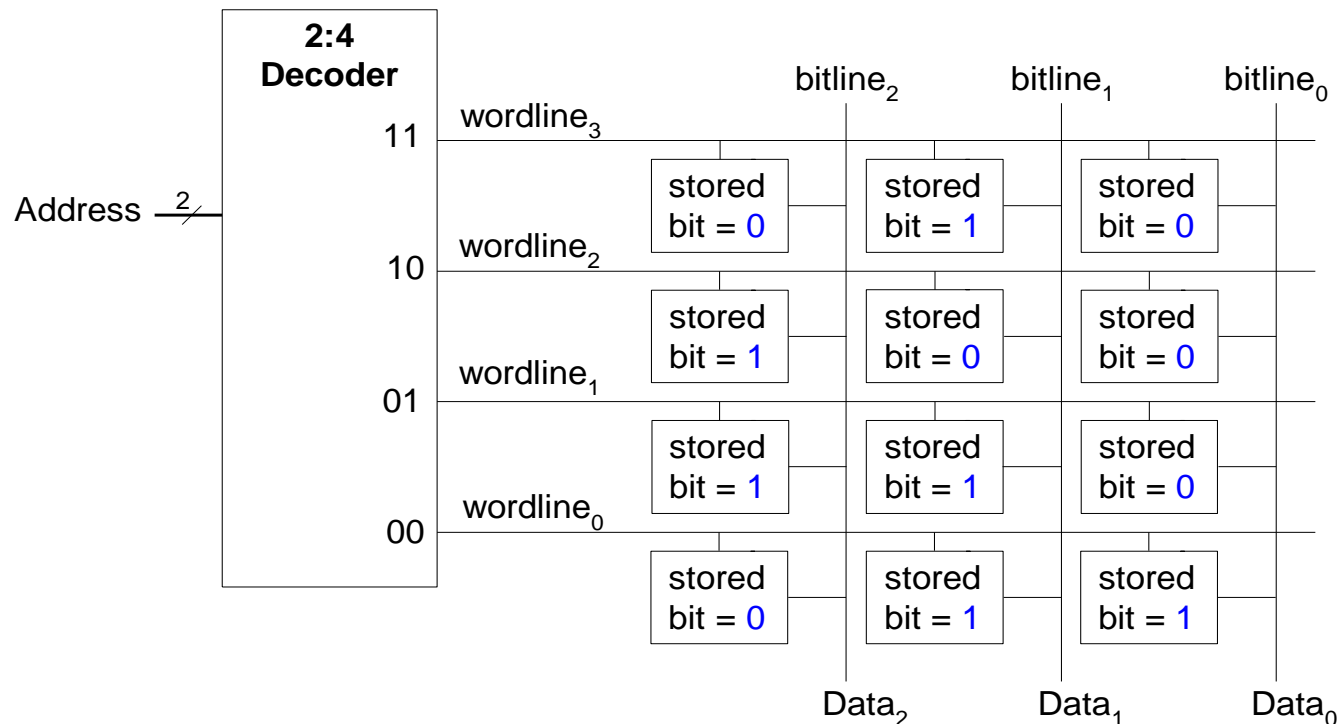 2:4
Decoder
bitline₂ bitline₁ bitline₀
wordline₃
11
stored stored stored
bit = 0 bit = 1 bit = 0
Address 2
wordline₂
10
stored stored stored
bit = 1 bit = 0 bit = 0
wordline₁
01
stored stored stored
bit = 1 bit = 1 bit = 0
wordline₀
00
stored stored stored
bit = 0 bit = 1 bit = 1
Data₂ Data₁ Data₀